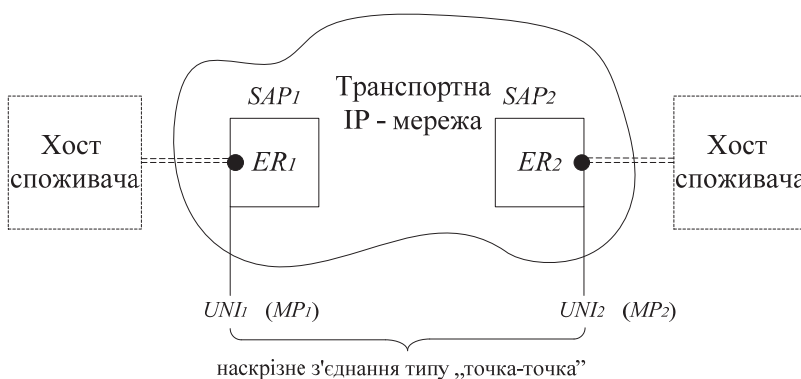 Транспортна
IP - мережа
SAP1
SAP2
Хост
споживача
ER1
ER2
Хост
споживача
UNI1 (MP1)
UNI2 (MP2)
наскрізне з'єднання типу „точка-точка”